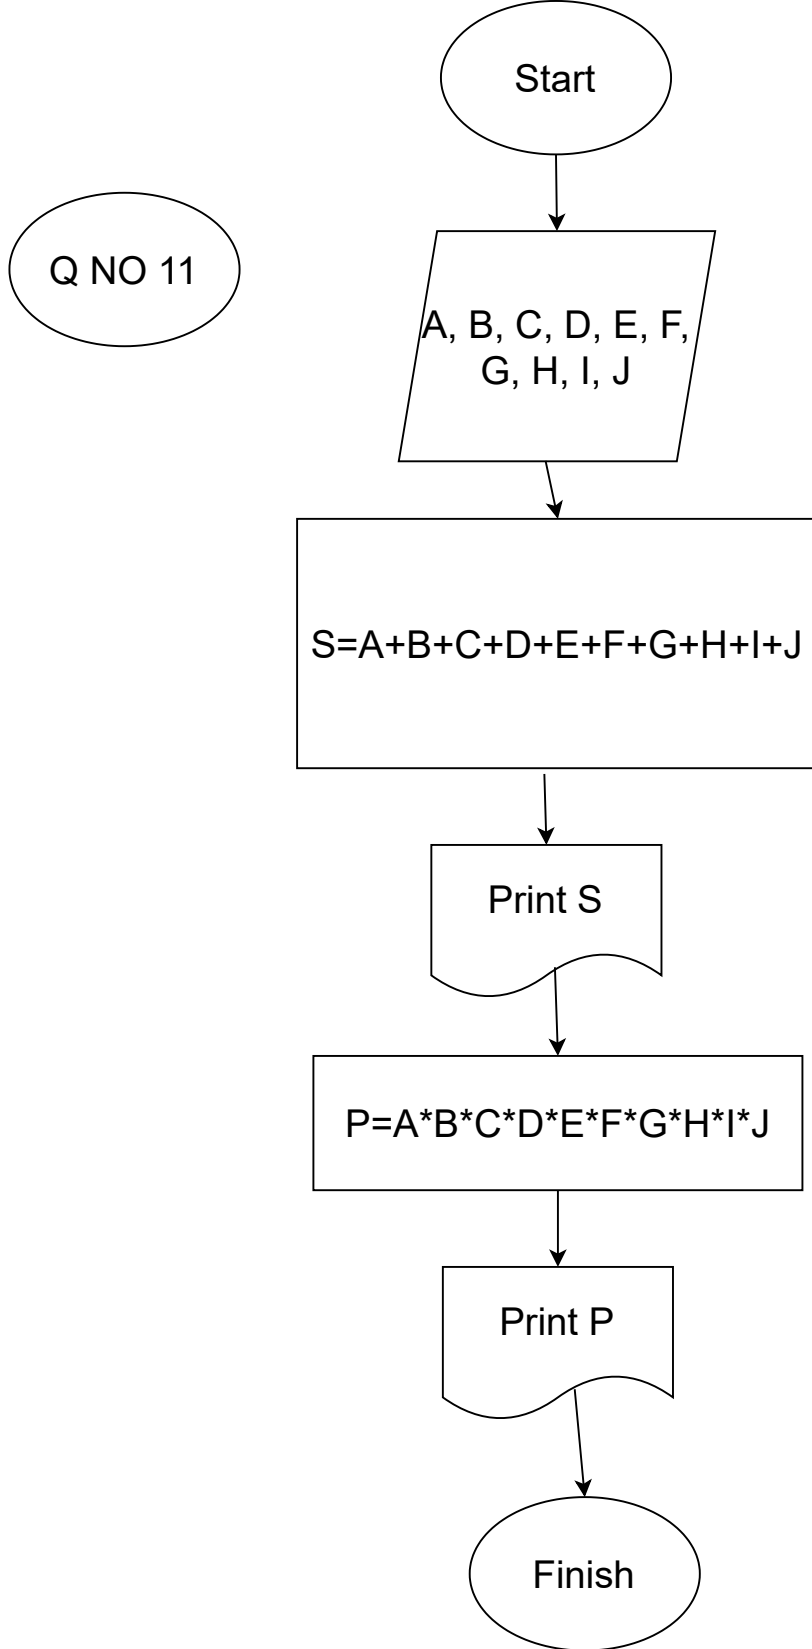 Start
Q NO 11
A, B, C, D, E, F,
G, H, I, J
S=A+B+C+D+E+F+G+H+I+J
Print S
P=A*B*C*D*E*F*G*H*I*J
Print P
Finish